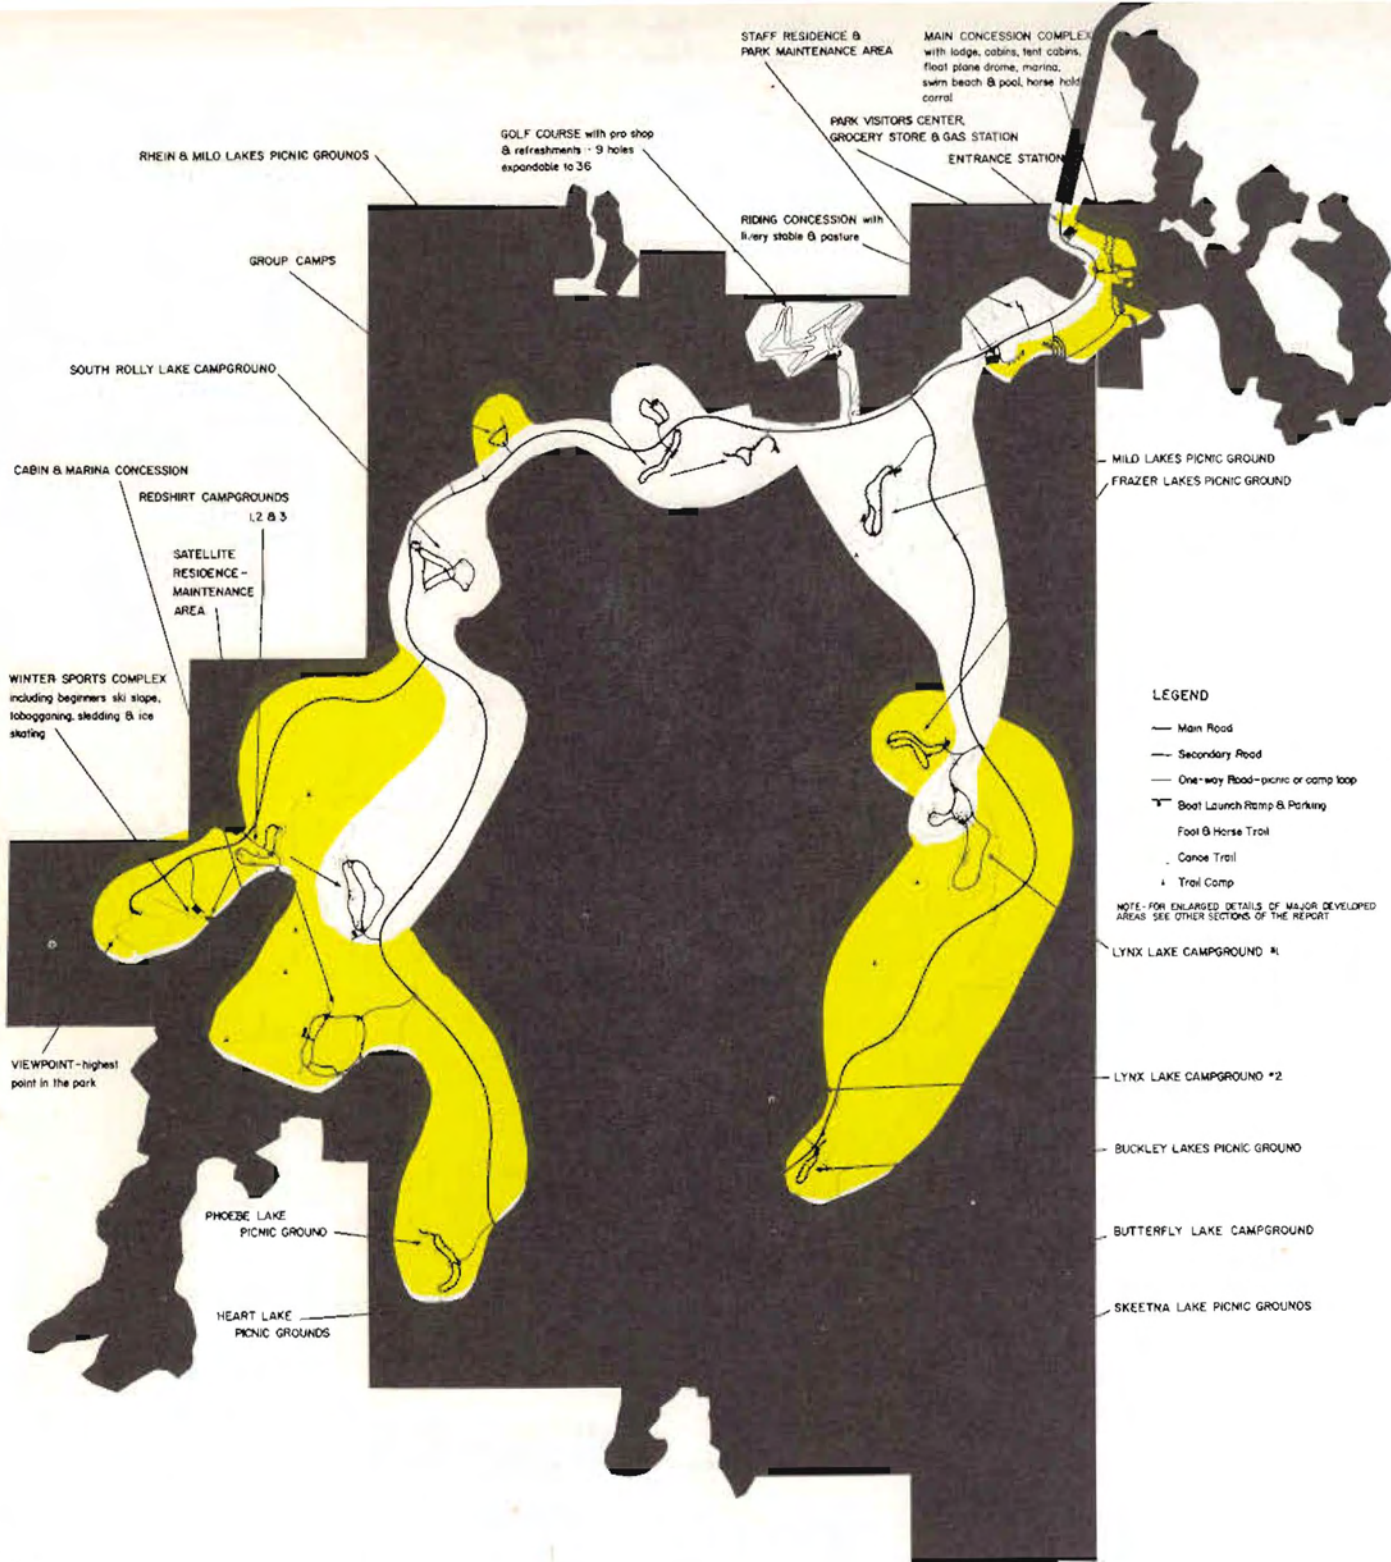 STAFF RESIDENCE &
PARK MAINTENANCE AREA
MAIN CONCESSION COMPLEX
with lodge, cabins, tent cabins,
float plane drome, marina,
swim beach & pool, horse hold
corral
PARK VISITORS CENTER,
GROCERY STORE & GAS STATION
ENTRANCE STATION
GOLF COURSE with pro shop
& refreshments - 9 holes
expandable to 36
RHEIN & MILO LAKES PICNIC GROUNDS
RIDING CONCESSION with
livery stable & pasture
GROUP CAMPS
SOUTH ROLLY LAKE CAMPGROUND
CABIN & MARINA CONCESSION
REDSHIRT CAMPGROUNDS
1,2 & 3
SATELLITE
RESIDENCE-
MAINTENANCE
AREA
WINTER SPORTS COMPLEX
including beginners ski slope,
tobogganing, sledding & ice
skating
VIEWPOINT-highest
point in the park
PHOEBE LAKE
PICNIC GROUND
HEART LAKE
PICNIC GROUNDS
MILO LAKES PICNIC GROUND
FRAZER LAKES PICNIC GROUND
LEGEND
Main Road
Secondary Road
One-way Road-picnic or camp loop
Boat Launch Ramp & Parking
Foot & Horse Trail
Canoe Trail
Trail Camp
NOTE-FOR ENLARGED DETAILS OF MAJOR DEVELOPED
AREAS SEE OTHER SECTIONS OF THE REPORT
LYNX LAKE CAMPGROUND #1
LYNX LAKE CAMPGROUND #2
BUCKLEY LAKES PICNIC GROUND
BUTTERFLY LAKE CAMPGROUND
SKEETNA LAKE PICNIC GROUNDS